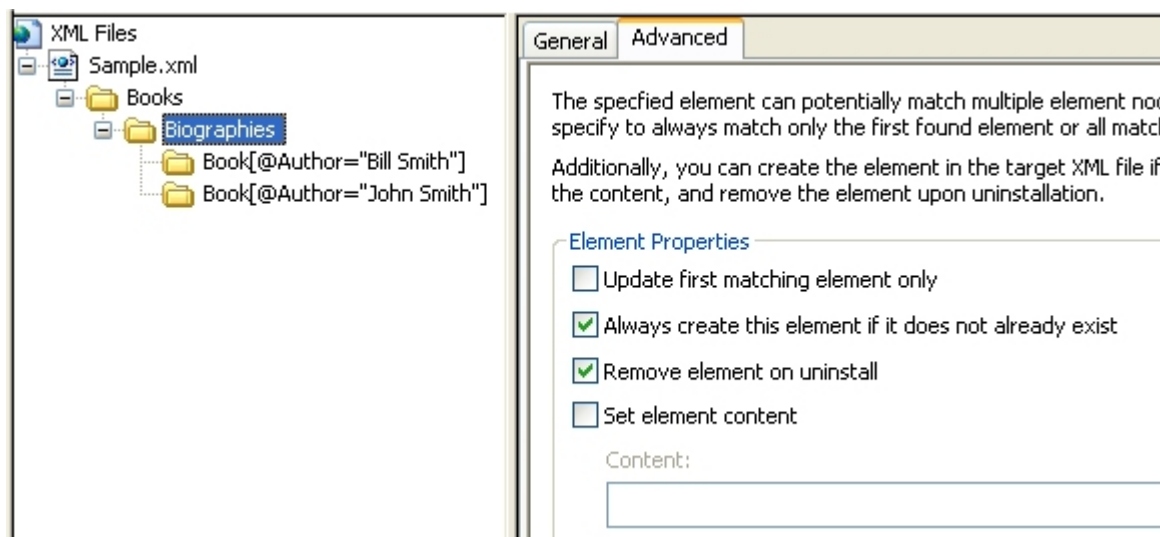 XML Files
Sample.xml
Books
Biographies
Book[@Author="Bill Smith"]
Book[@Author="John Smith"]
General
Advanced
The specfied element can potentially match multiple element
specify to always match only the first found element or all
Additionally, you can create the element in the target XML file if
the content, and remove the element upon uninstallation.
Element Properties
Update first matching element only
Always create this element if it does not already exist
Remove element on uninstall
Set element content
Content: